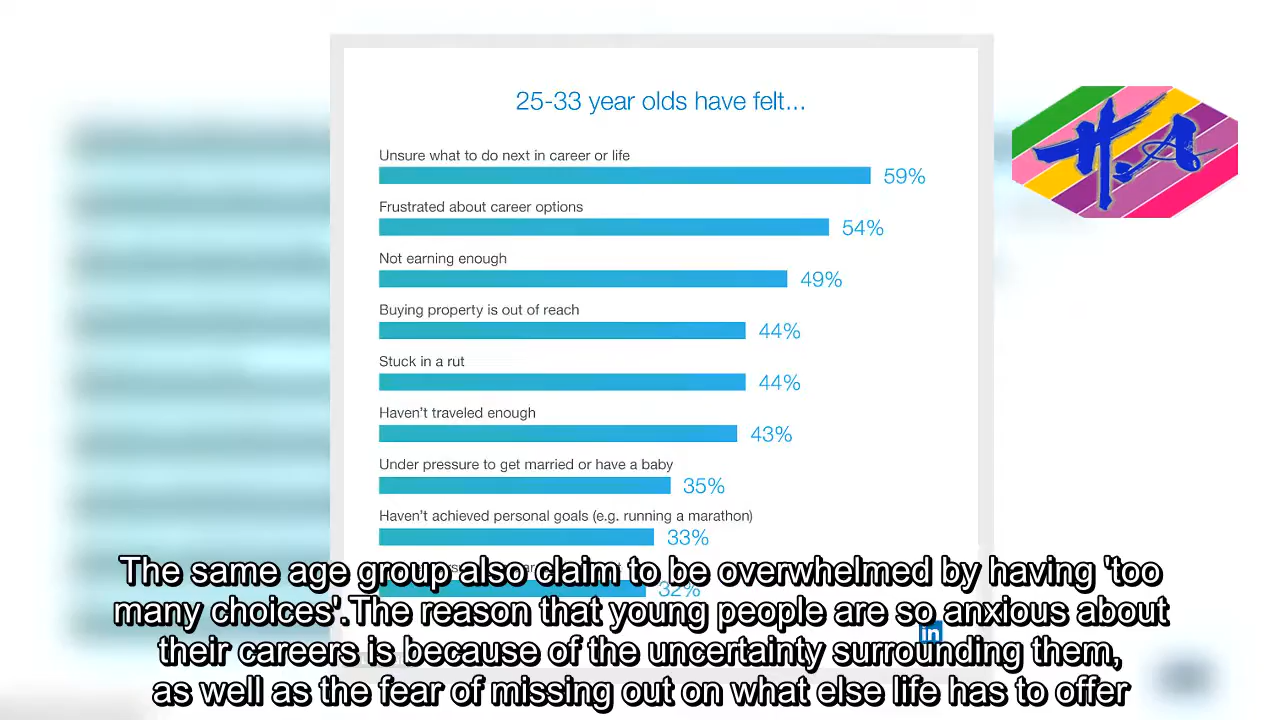 25-33 year olds have felt...
Unsure what to do next in career or life
59%
Frustrated about career options
54%
Not earning enough
49%
Buying property is out of reach
44%
Stuck in a rut
44%
Haven't traveled enough
43%
Under pressure to get married or have a baby
35%
Haven't achieved personal goals (e.g. running a marathon)
33%
32%
The same age group also claim to be overwhelmed by having 'too
many choices'.The reason that young people are so anxious about
their careers is because of the uncertainty surrounding them,
as well as the fear of missing out on what else life has to offer
in
H.A